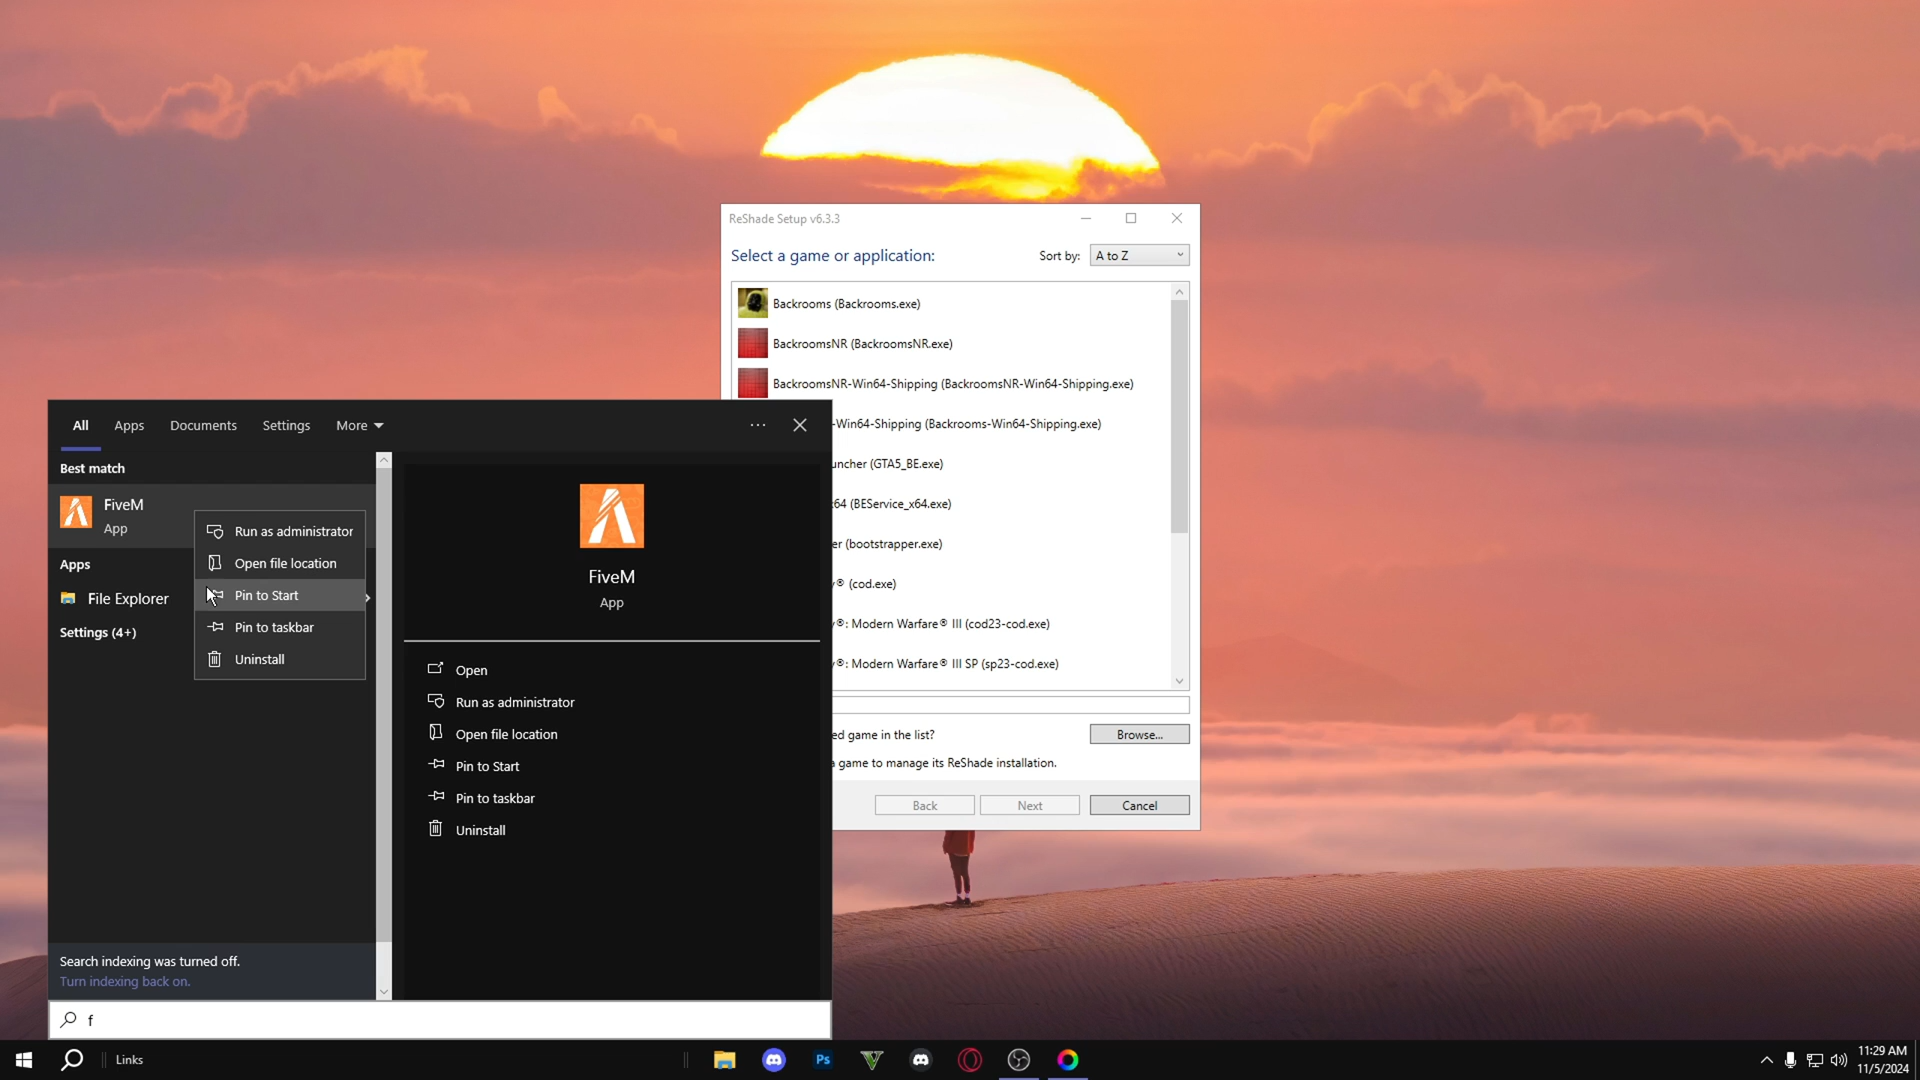 ReShade Setup v6.3.3
Select a game or application:
Sort by:
A to Z
Backrooms (Backrooms.exe)
BackroomsNR (BackroomsNR.exe)
BackroomsNR-Win64-Shipping (BackroomsNR-Win64-Shipping.exe)
-Win64-Shipping (Backrooms-Win64-Shipping.exe)
(GTA5_BE.exe)
(BEService_x64.exe)
(bootstrapper.exe)
® (cod.exe)
®: Modern Warfare® III (cod23-cod.exe)
®: Modern Warfare® III SP (sp23-cod.exe)
game in the list?
Browse...
game to manage its ReShade installation.
Back
Next
Cancel
All
Apps
Documents
Settings
More
Best match
FiveM
App
Apps
File Explorer
Settings (4+)
Run as administrator
Open file location
Pin to Start
Pin to taskbar
Uninstall
FiveM
App
Open
Run as administrator
Open file location
Pin to Start
Pin to taskbar
Uninstall
Search indexing was turned off.
Turn indexing back on.
f
Links
Ps
11:29 AM
11/5/2024